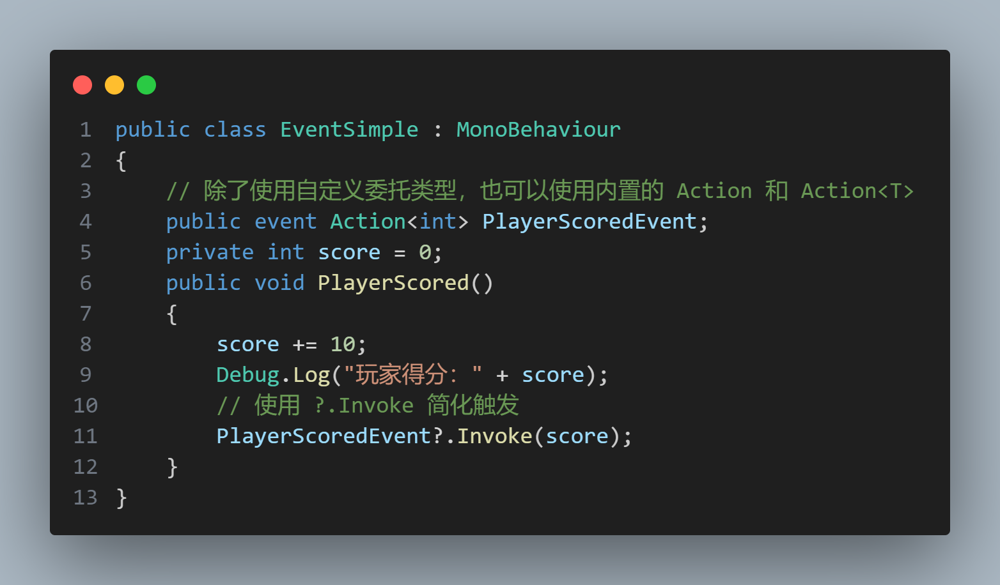 1 public class EventSimple : MonoBehaviour
2 {
3     // 除了使用自定义委托类型，也可以使用内置的 Action 和 Action<T>
4     public event Action<int> PlayerScoredEvent;
5     private int score = 0;
6     public void PlayerScored()
7     {
8         score += 10;
9         Debug.Log("玩家得分：" + score);
10         // 使用 ?.Invoke 简化触发
11         PlayerScoredEvent?.Invoke(score);
12     }
13 }